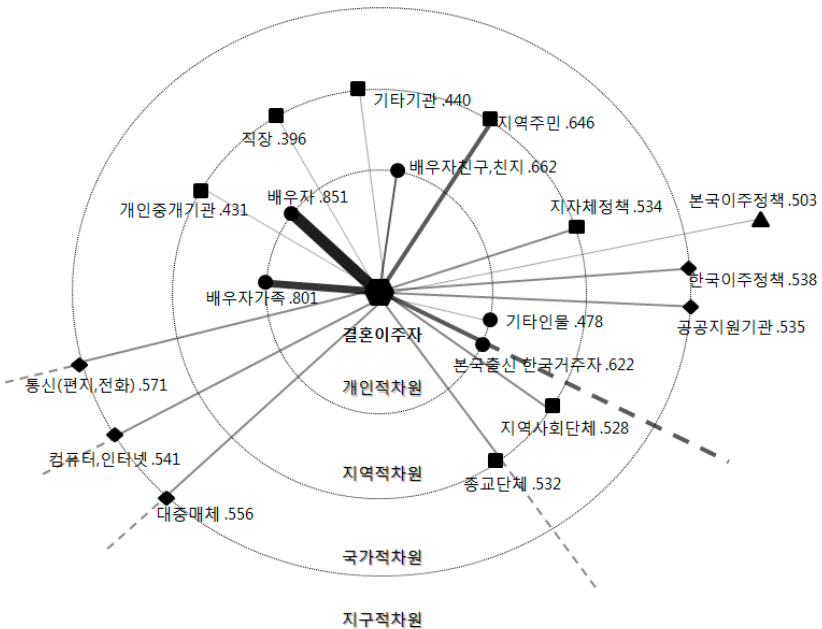 기타기관 .440
지역주민 .646
직장 .396
배우자친구,친지 .662
배우자 .851
개인중개기관 .431
지자체정책 .534
본국이주정책 .503
한국이주정책 .538
배우자가족 .801
기타인물 .478
공공지원기관 .535
결혼이주자
본국출신 한국거주자 .622
통신(편지,전화) .571
개인적차원
지역사회단체 .528
컴퓨터,인터넷 .541
지역적차원
종교단체 .532
대중매체 .556
국가적차원
지구적차원